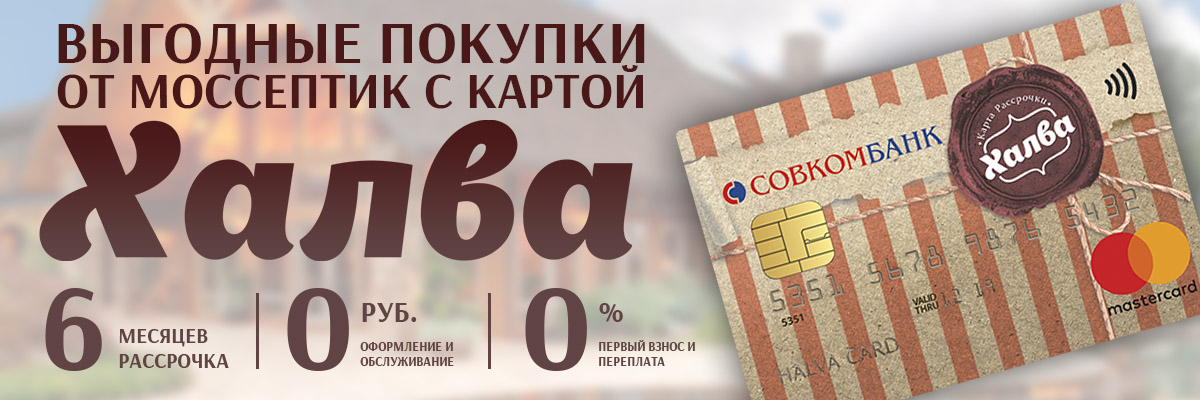 ВЫГОДНЫЕ ПОКУПКИ
ОТ МОССЕПТИК С КАРТОЙ
Халва
6 МЕСЯЦЕВ
РАССРОЧКА
0 РУБ.
ОФОРМЛЕНИЕ И
ОБСЛУЖИВАНИЕ
0 %
ПЕРВЫЙ ВЗНОС И
ПЕРЕПЛАТА
СОВКОМБАНК
Карта Рассрочки
Халва
5351 5678 9876 5432
5351
VALID
THRU 12 19
HALVA CARD
mastercard